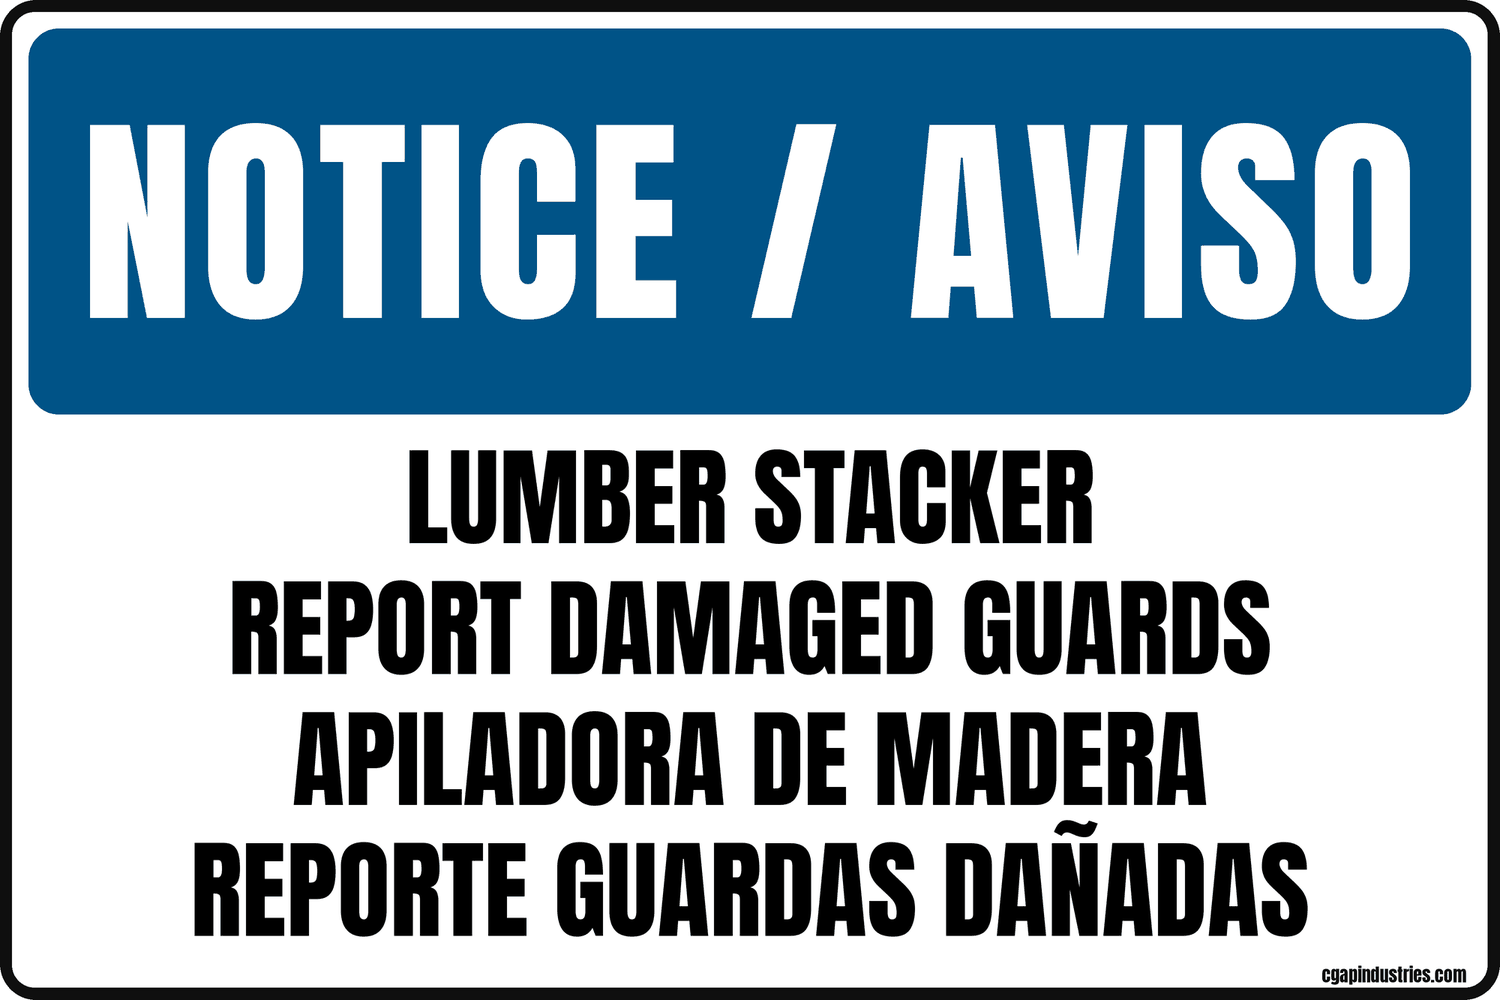 NOTICE / AVISO
LUMBER STACKER
REPORT DAMAGED GUARDS
APILADORA DE MADERA
REPORTE GUARDAS DAÑADAS
cgapindustries.com